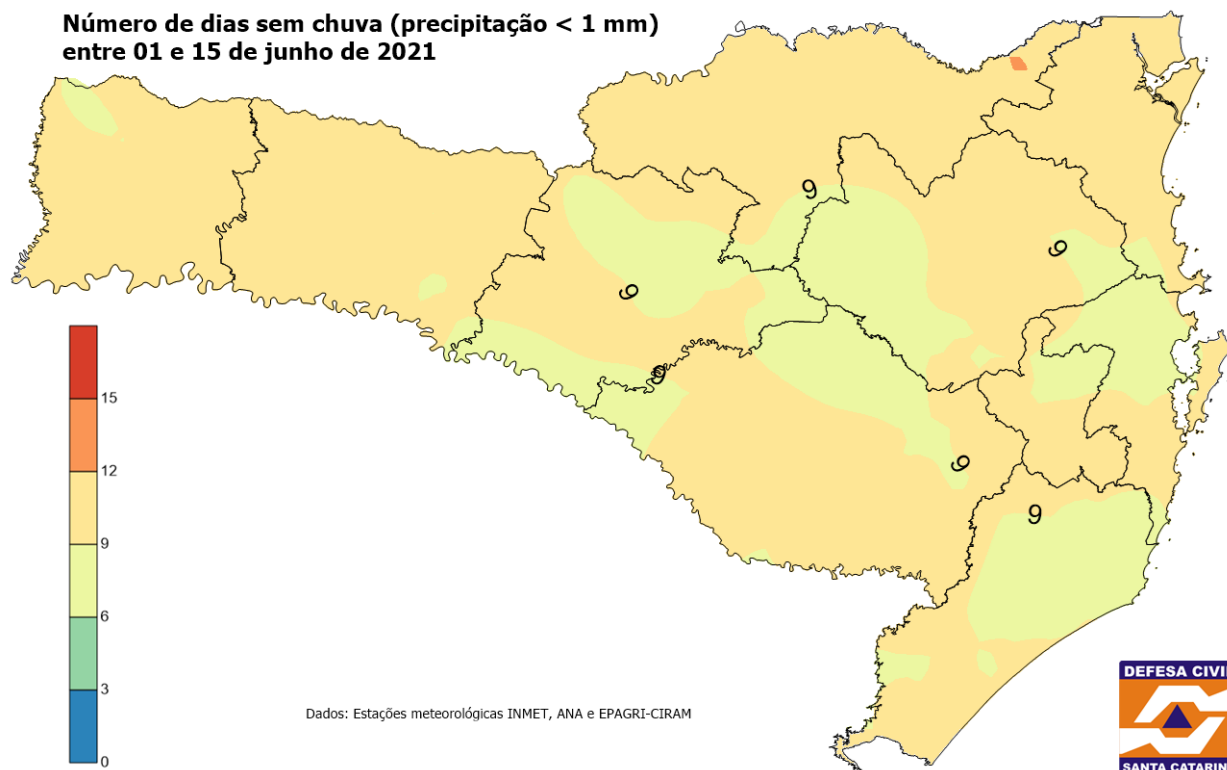 Número de dias sem chuva (precipitação < 1 mm)
entre 01 e 15 de junho de 2021
9
9
9
9
9
9
15
12
9
6
3
0
Dados: Estações meteorológicas INMET, ANA e EPAGRI-CIRAM
DEFESA CIVI
SANTA CATARIN